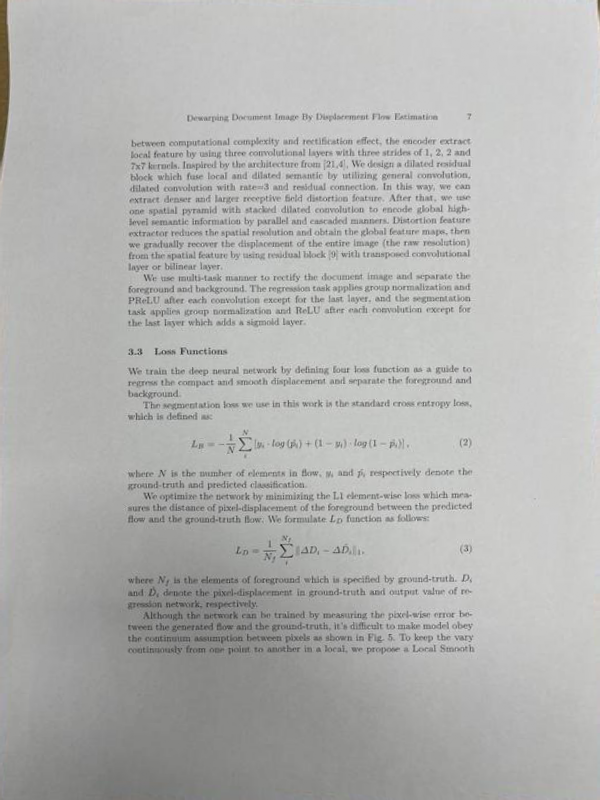 Dewarping Document Image By Displacement Flow Estimation 7
between computational complexity and rectification effect, the encoder extract
local feature by using three convolutional layers with three strides of 1, 2, 2 and
7x7 kernels. Inspired by the architecture from [21,4], We design a dilated residual
block which fuse local and dilated semantic by utilizing general convolution,
dilated convolution with rate=3 and residual connection. In this way, we can
extract denser and larger receptive field distortion feature. After that, we use
one spatial pyramid with stacked dilated convolution to encode global high-
level semantic information by parallel and cascaded manners. Distortion feature
extractor reduces the spatial resolution and obtain the global feature maps, then
we gradually recover the displacement of the entire image (the raw resolution)
from the spatial feature by using residual block [9] with transposed convolutional
layer or bilinear layer.
We use multi-task manner to rectify the document image and separate the
foreground and background. The regression task applies group normalization and
PReLU after each convolution except for the last layer, and the segmentation
task applies group normalization and ReLU after each convolution except for
the last layer which adds a sigmoid layer.
3.3 Loss Functions
We train the deep neural network by defining four loss function as a guide to
regress the compact and smooth displacement and separate the foreground and
background.
The segmentation loss we use in this work is the standard cross entropy loss,
which is defined as:
L_B = -\frac{1}{N} \sum_{i}^{N} [y_i · log (\hat{p}_i) + (1 − y_i) · log (1 − \hat{p}_i)], (2)
where N is the number of elements in flow, y_i and \hat{p}_i respectively denote the
ground-truth and predicted classification.
We optimize the network by minimizing the L1 element-wise loss which mea-
sures the distance of pixel-displacement of the foreground between the predicted
flow and the ground-truth flow. We formulate L_D function as follows:
L_D = \frac{1}{N_f} \sum_{i}^{N_f} ‖ΔD_i − Δ\hat{D}_i‖_1, (3)
where N_f is the elements of foreground which is specified by ground-truth. D_i
and \hat{D}_i denote the pixel-displacement in ground-truth and output value of re-
gression network, respectively.
Although the network can be trained by measuring the pixel-wise error be-
tween the generated flow and the ground-truth, it's difficult to make model obey
the continuum assumption between pixels as shown in Fig. 5. To keep the vary
continuously from one point to another in a local, we propose a Local Smooth